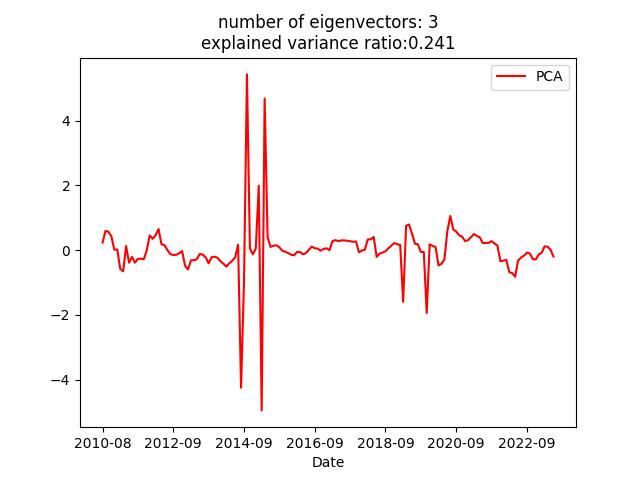 number of eigenvectors: 3
explained variance ratio:0.241
PCA
4
2
0
−2
−4
2010-08 2012-09 2014-09 2016-09 2018-09 2020-09 2022-09
Date